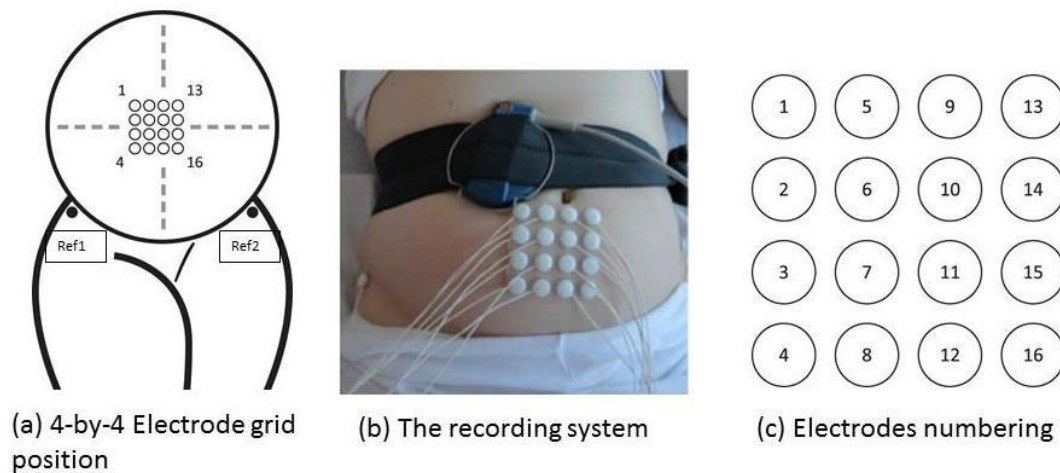 1 13
4 16
Ref1 Ref2
(a) 4-by-4 Electrode grid
position
(b) The recording system
1 5 9 13
2 6 10 14
3 7 11 15
4 8 12 16
(c) Electrodes numbering